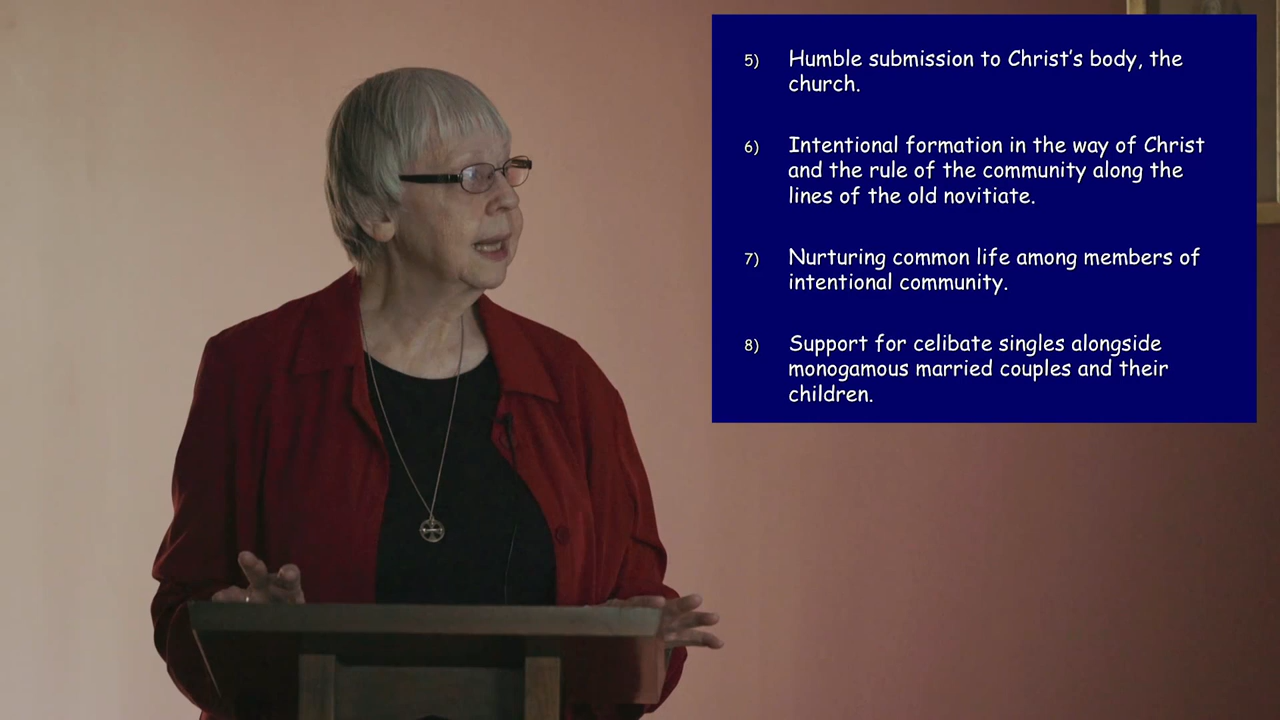 5) Humble submission to Christ's body, the
church.
6) Intentional formation in the way of Christ
and the rule of the community along the
lines of the old novitiate.
7) Nurturing common life among members of
intentional community.
8) Support for celibate singles alongside
monogamous married couples and their
children.